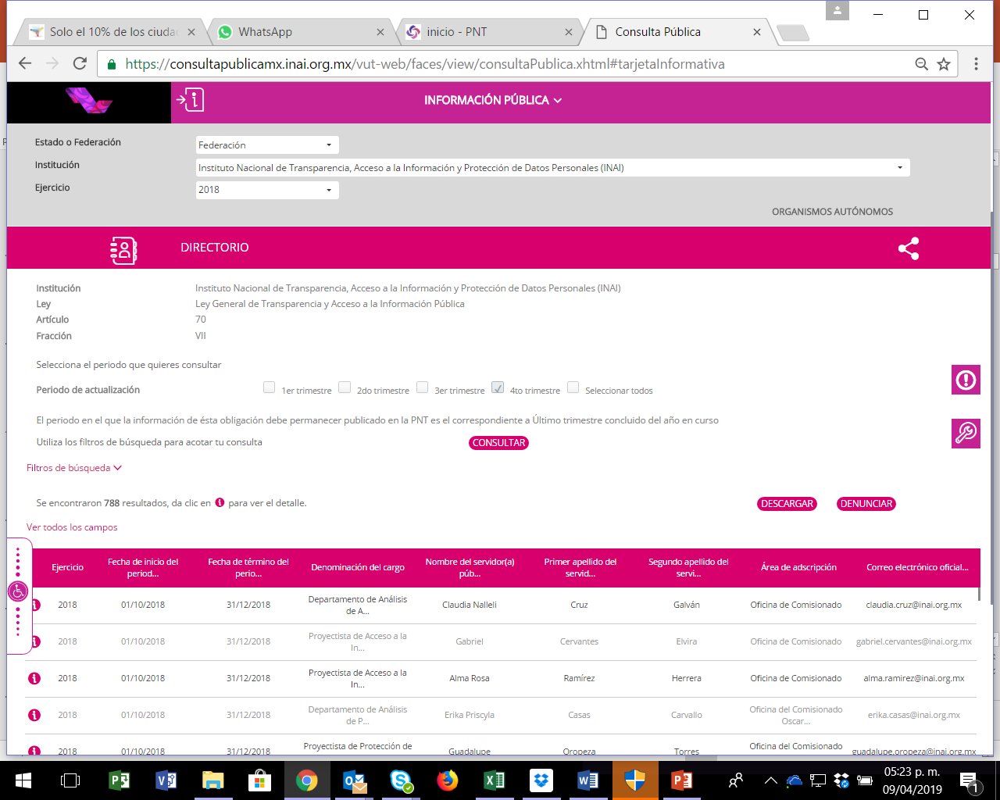 Solo el 10% de los ciuda
WhatsApp
inicio - PNT
Consulta Pública
https://consultapublicamx.inai.org.mx/vut-web/faces/view/consultaPublica.xhtml#tarjetaInformativa
INFORMACIÓN PÚBLICA
Estado o Federación
Federación
Institución
Instituto Nacional de Transparencia, Acceso a la Información y Protección de Datos Personales (INAI)
Ejercicio
2018
ORGANISMOS AUTÓNOMOS
DIRECTORIO
Institución Instituto Nacional de Transparencia, Acceso a la Información y Protección de Datos Personales (INAI)
Ley Ley General de Transparencia y Acceso a la Información Pública
Artículo 70
Fracción VII
Selecciona el periodo que quieres consultar
Periodo de actualización 1er trimestre 2do trimestre 3er trimestre 4to trimestre Seleccionar todos
El periodo en el que la información de ésta obligación debe permanecer publicado en la PNT es el correspondiente a Último trimestre concluido del año en curso
Utiliza los filtros de búsqueda para acotar tu consulta CONSULTAR
Filtros de búsqueda
Se encontraron 788 resultados, da clic en i para ver el detalle. DESCARGAR DENUNCIAR
Ver todos los campos
Ejercicio Fecha de inicio del period... Fecha de término del perio... Denominación del cargo Nombre del servidor(a) púb... Primer apellido del servid... Segundo apellido del servi... Área de adscripción Correo electrónico oficial...
2018 01/10/2018 31/12/2018 Departamento de Análisis de A... Claudia Nalleli Cruz Galván Oficina de Comisionado claudia.cruz@inai.org.mx
2018 01/10/2018 31/12/2018 Proyectista de Acceso a la In... Gabriel Cervantes Elvira Oficina de Comisionado gabriel.cervantes@inai.org.mx
2018 01/10/2018 31/12/2018 Proyectista de Acceso a la In... Alma Rosa Ramírez Herrera Oficina de Comisionado alma.ramirez@inai.org.mx
2018 01/10/2018 31/12/2018 Departamento de Análisis de P... Erika Priscyla Casas Carvallo Oficina del Comisionado Oscar... erika.casas@inai.org.mx
2018 01/10/2018 31/12/2018 Proyectista de Protección de Guadalupe Oropeza Torres Oficina del Comisionado guadalupe.oropeza@inai.org.mx
05:23 p. m.
09/04/2019
1